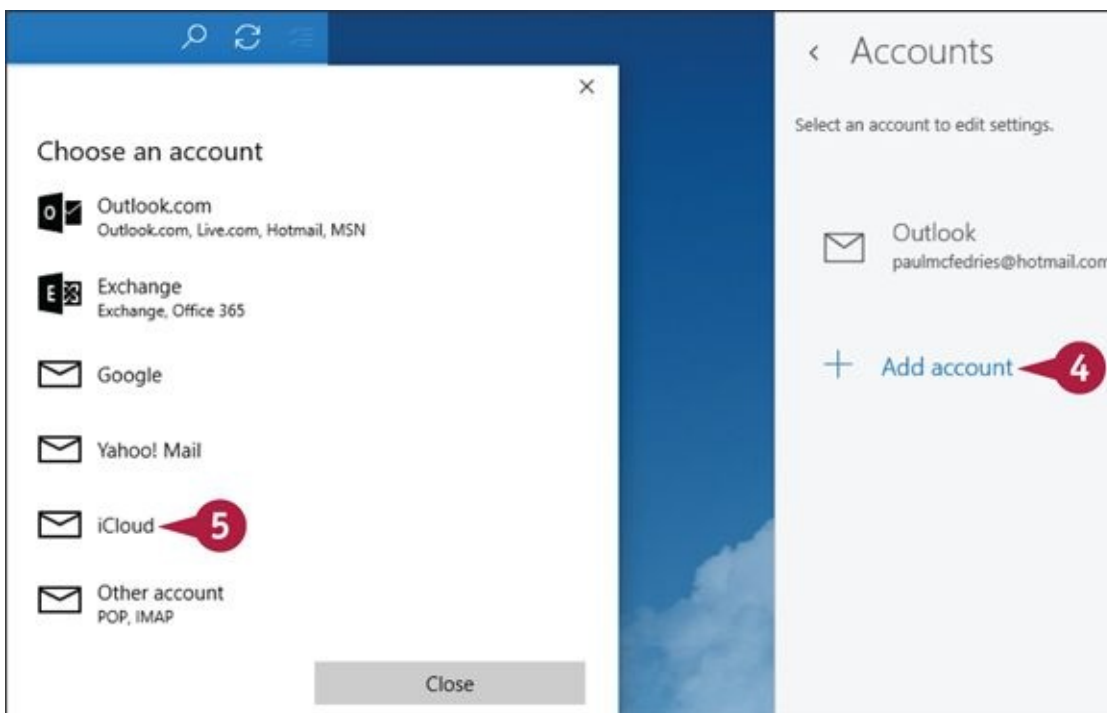 Choose an account
Outlook.com
Outlook.com, Live.com, Hotmail, MSN
Exchange
Exchange, Office 365
Google
Yahoo! Mail
iCloud
5
Other account
POP, IMAP
Close
Accounts
Select an account to edit settings.
Outlook
paulmcfedries@hotmail.com
Add account
4